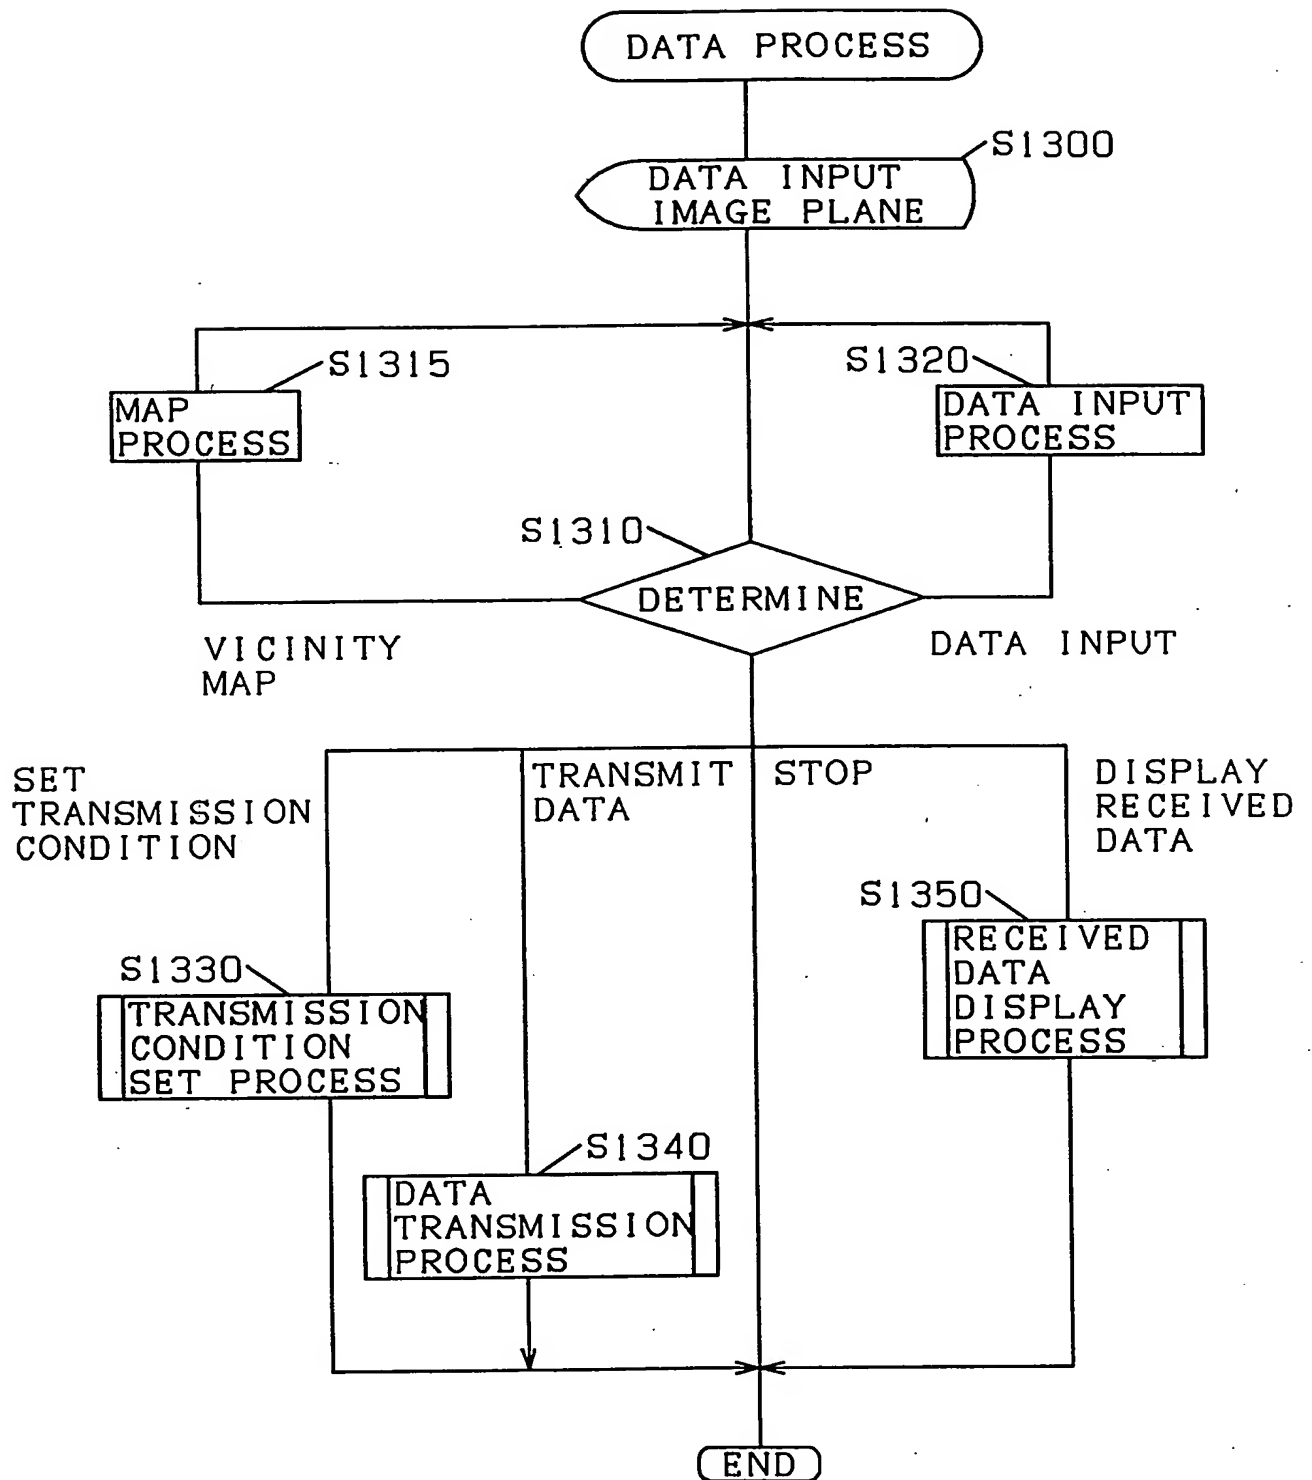 DATA PROCESS
S1300
DATA INPUT
IMAGE PLANE
S1315
MAP
PROCESS
S1320
DATA INPUT
PROCESS
S1310
DETERMINE
VICINITY
MAP
DATA INPUT
SET
TRANSMISSION
CONDITION
TRANSMIT
DATA
STOP
DISPLAY
RECEIVED
DATA
S1350
RECEIVED
DATA
DISPLAY
PROCESS
S1330
TRANSMISSION
CONDITION
SET PROCESS
S1340
DATA
TRANSMISSION
PROCESS
END